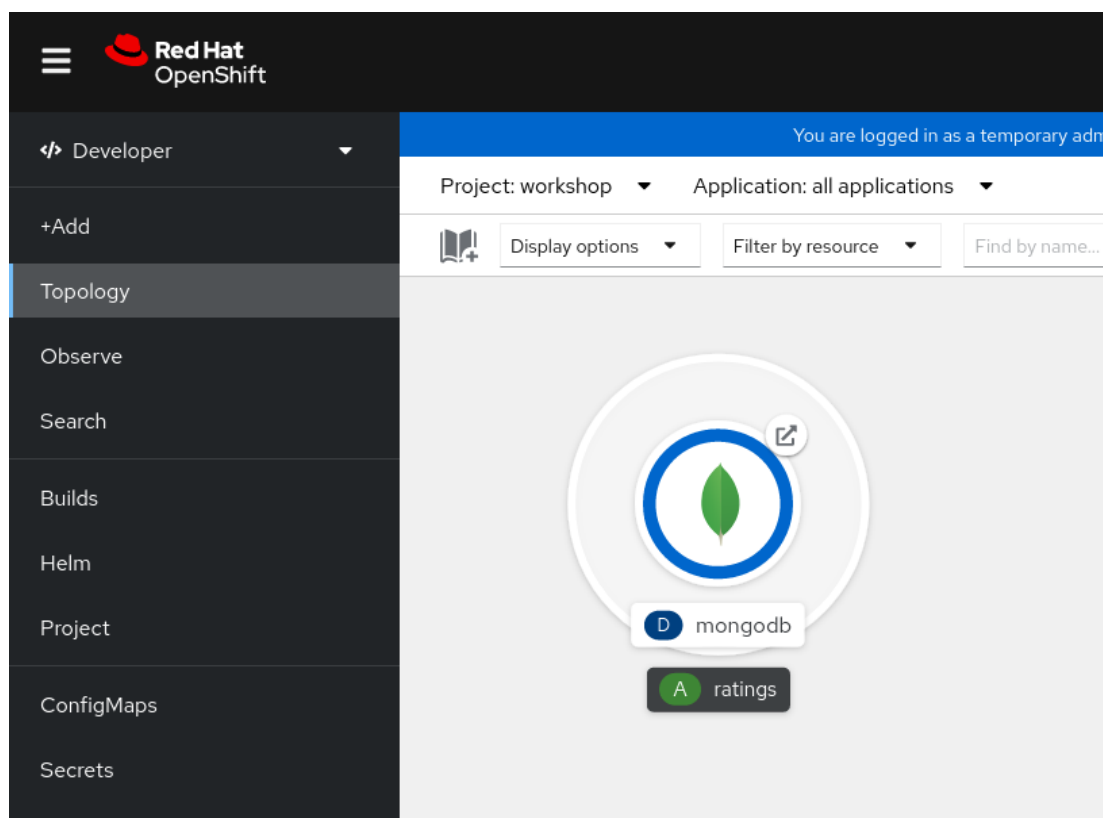 Red Hat
OpenShift
Developer
You are logged in as a temporary
Project: workshop
Application: all applications
+Add
Display options
Filter by resource
Find by name...
Topology
Observe
Search
Builds
Helm
Project
D mongodb
A ratings
ConfigMaps
Secrets